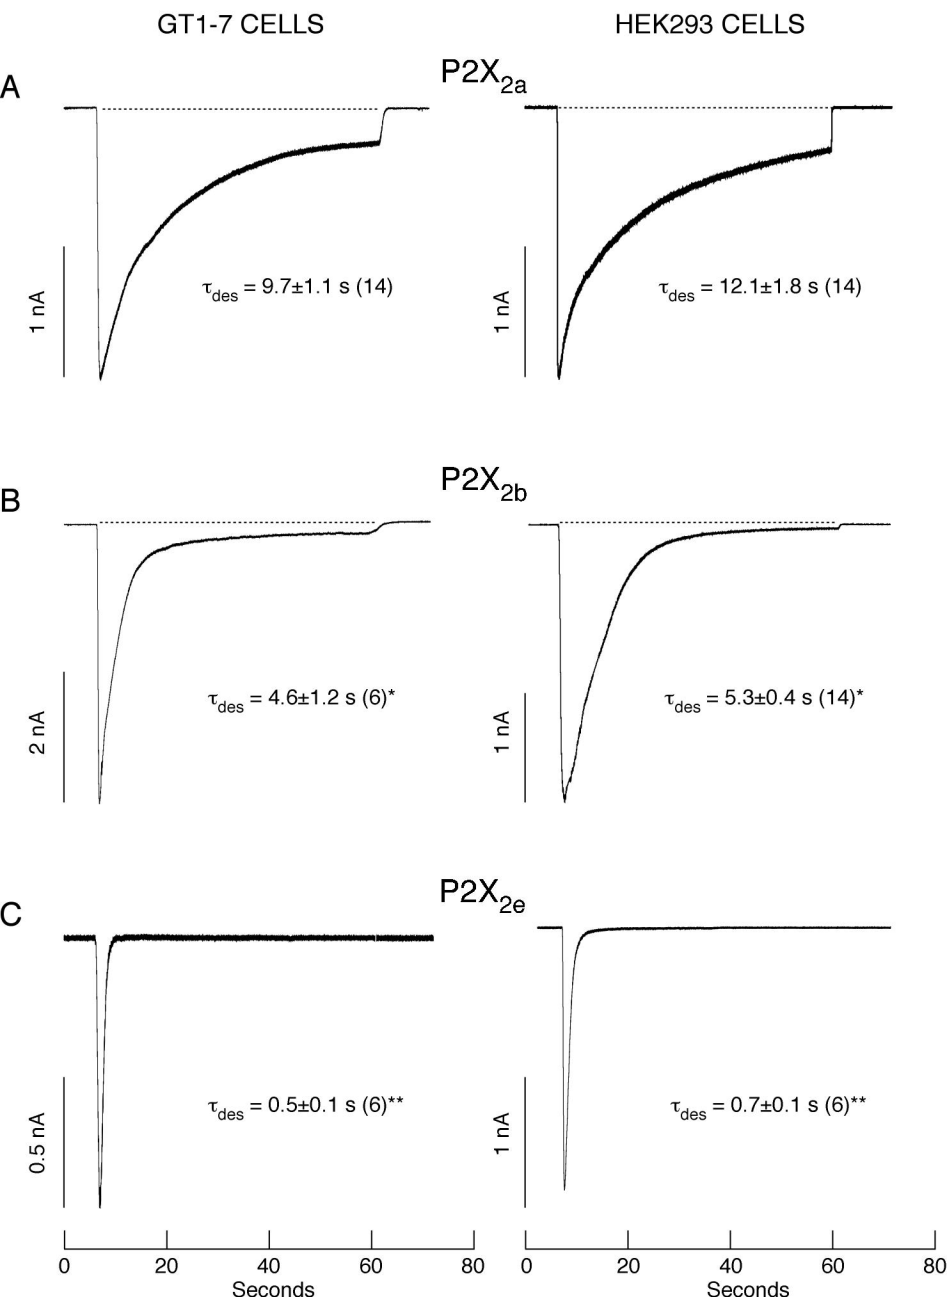 GT1-7 CELLS
HEK293 CELLS
A
P2X2a
1 nA
τdes = 9.7±1.1 s (14)
1 nA
τdes = 12.1±1.8 s (14)
B
P2X2b
2 nA
τdes = 4.6±1.2 s (6)*
1 nA
τdes = 5.3±0.4 s (14)*
C
P2X2e
0.5 nA
τdes = 0.5±0.1 s (6)**
1 nA
τdes = 0.7±0.1 s (6)**
0 20 40 60
0 20 40 60 80
Seconds
Seconds